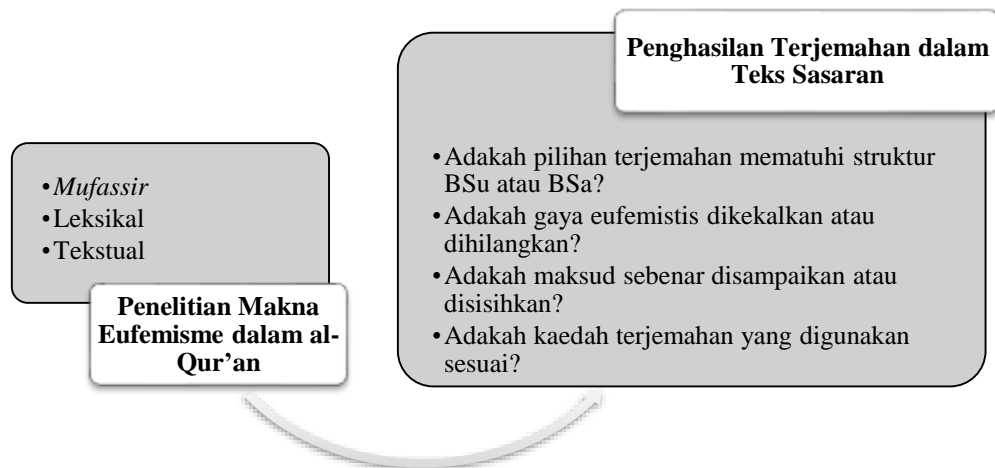 •Mufassir
•Leksikal
•Tekstual
Penelitian Makna
Eufemisme dalam al-
Qur’an
Penghasilan Terjemahan dalam
Teks Sasaran
•Adakah pilihan terjemahan mematuhi struktur
BSu atau BSa?
•Adakah gaya eufemistis dikekalkan atau
dihilangkan?
•Adakah maksud sebenar disampaikan atau
disisihkan?
•Adakah kaedah terjemahan yang digunakan
sesuai?